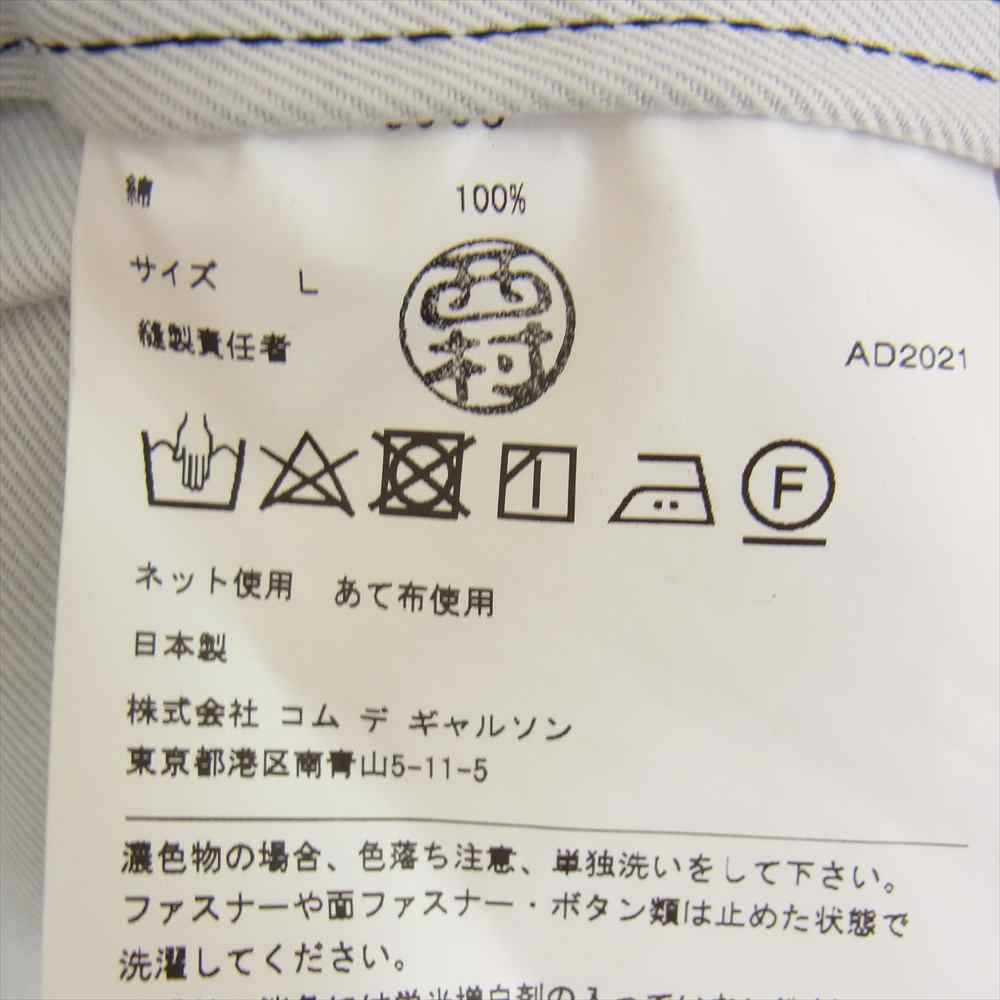 綿 100%
サイズ L
縫製責任者 西村
AD2021
F
ネット使用 あて布使用
日本製
株式会社 コム デ ギャルソン
東京都港区南青山5-11-5
濃色物の場合、色落ち注意、単独洗いをして下さい。
ファスナーや面ファスナー・ボタン類は止めた状態で
洗濯してください。